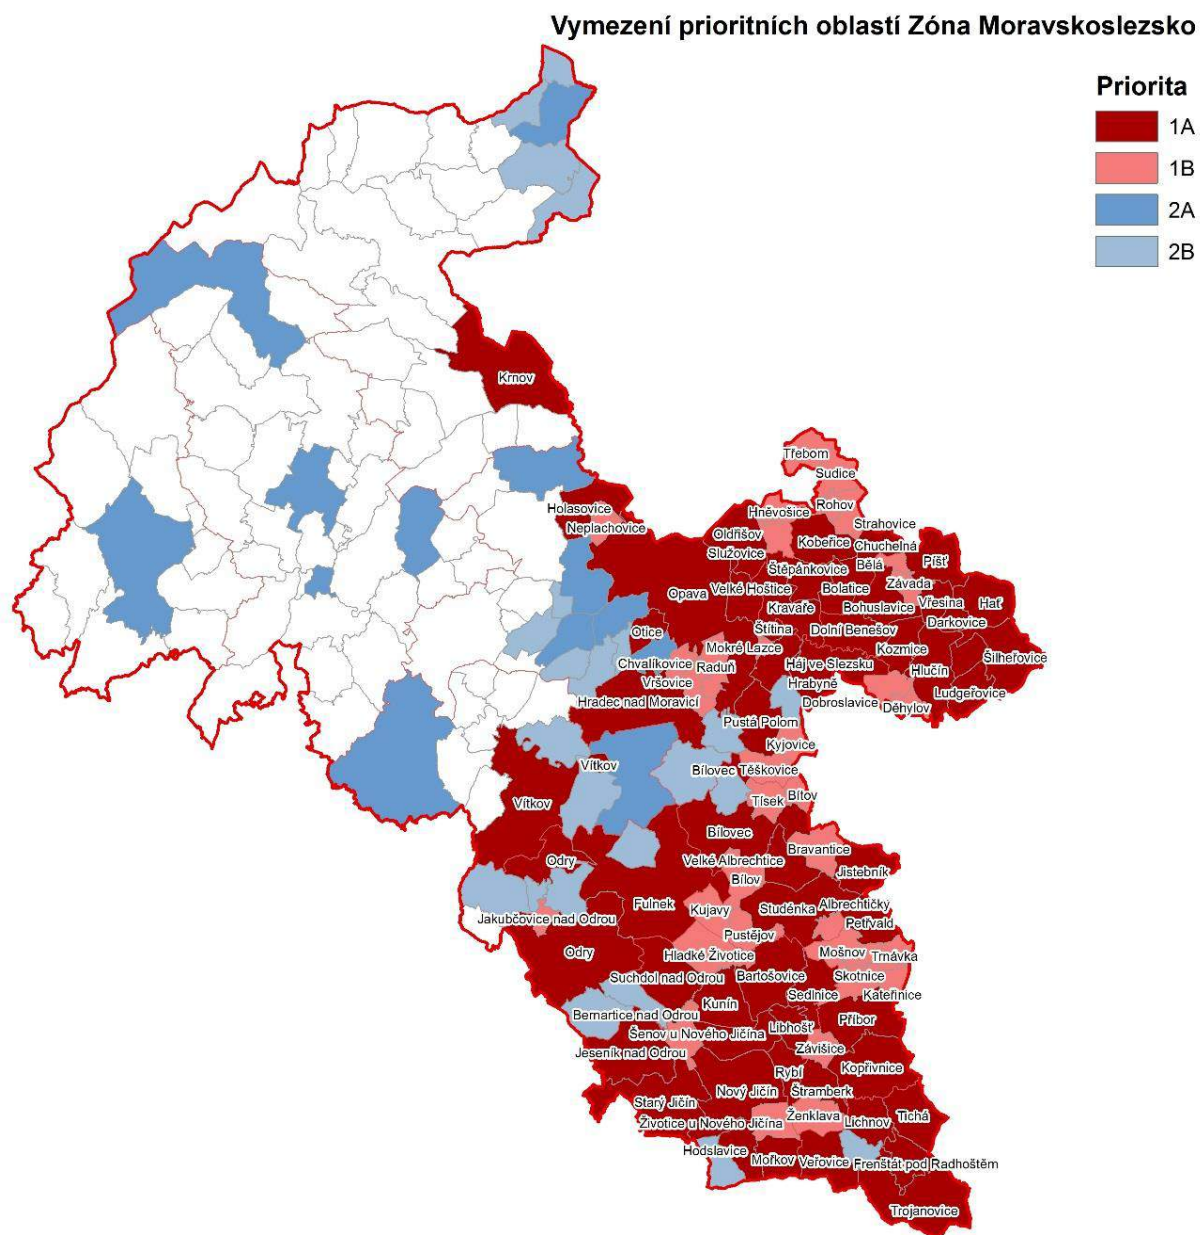 Vymezení prioritních oblastí Zóna Moravskoslezsko
Priorita
1A
1B
2A
2B
Krnov
Třebom
Sudice
Holasovice
Neplachovice
Hněvošice
Rohov
Oldřišov
Strahovice
Služovice
Kobeřice
Chuchelná
Štěpánkovice
Bělá
Píšť
Opava
Velké Hoštice
Bolatice
Závada
Kravaře
Bohuslavice
Vřesina
Hať
Darkovice
Otice
Štítina
Dolní Benešov
Mokré Lazce
Kozmice
Chvalíkovice
Raduň
Háj ve Slezsku
Hlučín
Šilheřovice
Vršovice
Hrabyně
Hradec nad Moravicí
Dobroslavice
Děhylov
Ludgeřovice
Pustá Polom
Kyjovice
Vítkov
Bílovec
Těškovice
Vítkov
Tísek
Bítov
Bílovec
Bravantice
Odry
Velké Albrechtice
Jistebník
Bílov
Fulnek
Kujavy
Studénka
Albrechtičky
Jakubčovice nad Odrou
Petřvald
Pustějov
Odry
Hladké Životice
Mošnov
Trnávka
Suchdol nad Odrou
Bartošovice
Skotnice
Sedlnice
Kateřinice
Bernartice nad Odrou
Kunín
Příbor
Šenov u Nového Jičína
Libhošť
Jeseník nad Odrou
Závišice
Kopřivnice
Rybí
Nový Jičín
Štramberk
Starý Jičín
Životice u Nového Jičína
Ženklava
Lichnov
Tichá
Hodslavice
Mořkov
Veřovice
Frenštát pod Radhoštěm
Trojanovice